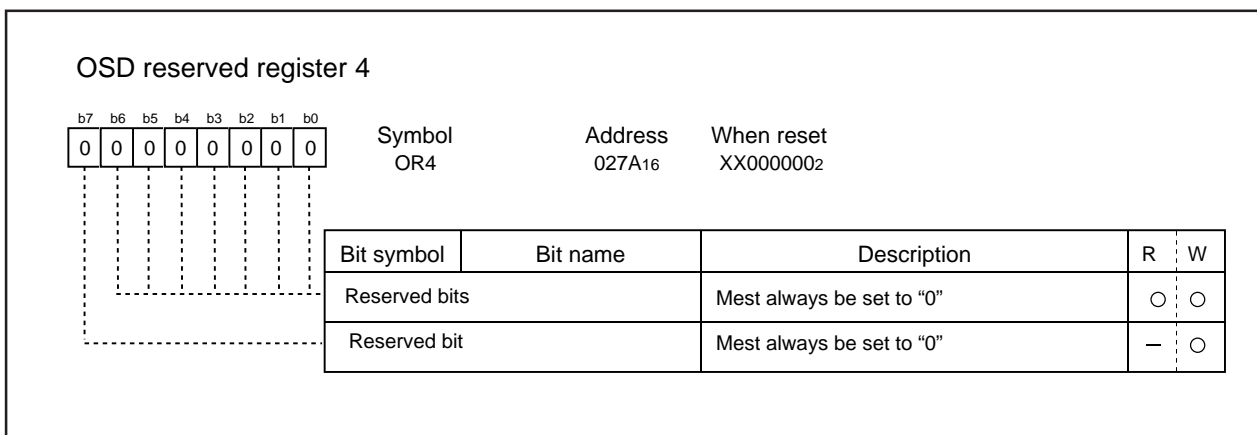 OSD reserved register 4
b7 b6 b5 b4 b3 b2 b1 b0
0 0 0 0 0 0 0 0
Symbol Address When reset
OR4 027A16 XX0000002
Bit symbol Bit name Description R W
Reserved bits Mest always be set to “0” ○ ○
Reserved bit Mest always be set to “0” – ○